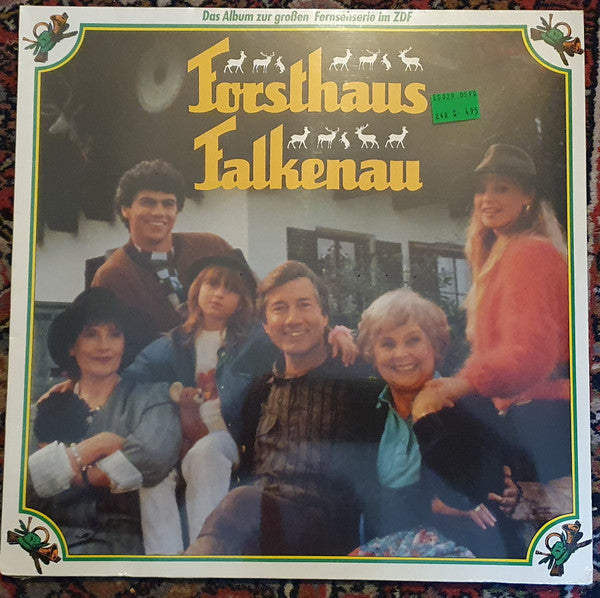 Das Album zur großen Fernsehserie im ZDF
Forsthaus
Falkenau